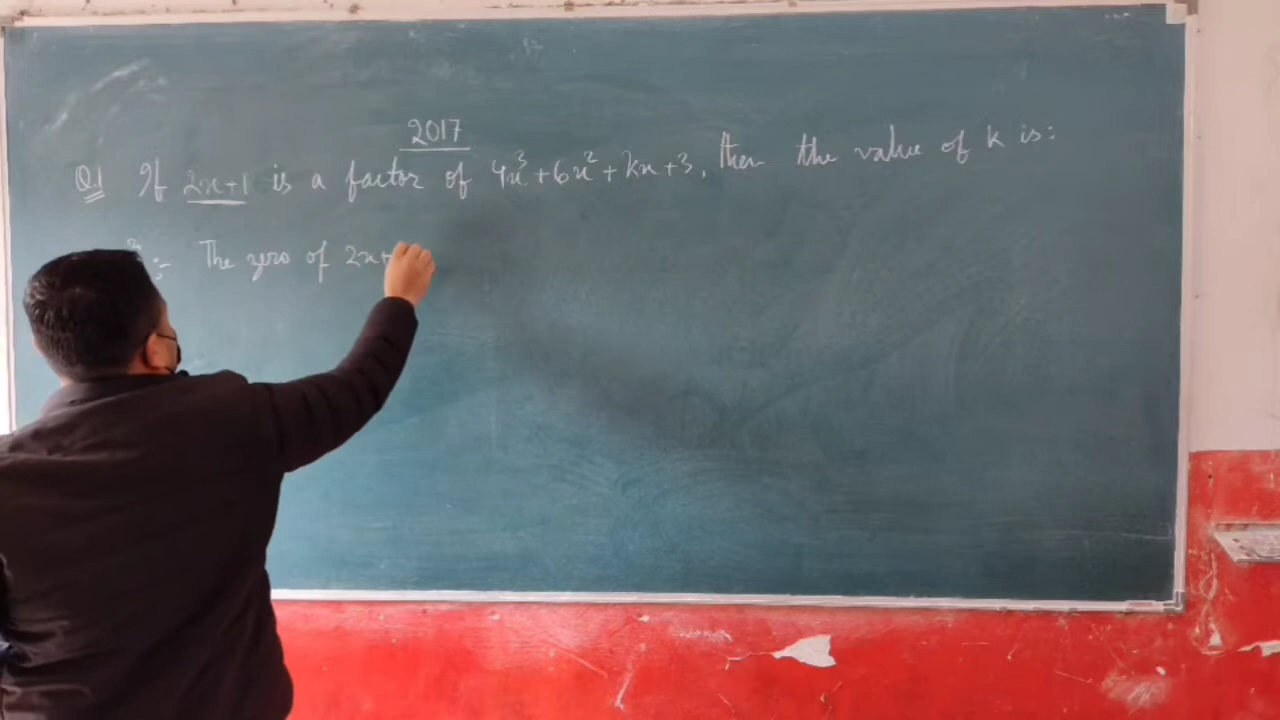 2017
Q.1 If 2x+1 is a factor of 4x³+6x²+kx+3, then the value of k is:
:- The zero of 2x+